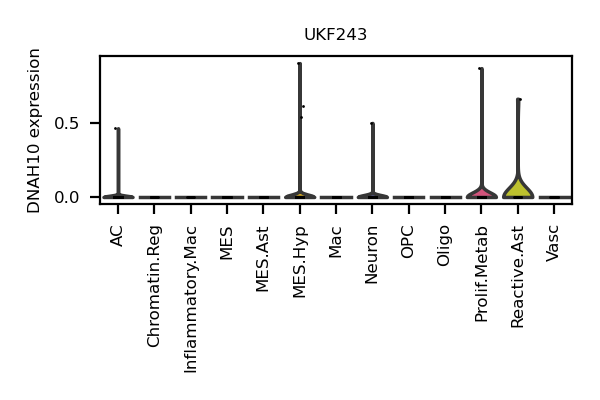 UKF243
DNAH10 expression
0.5
0.0
AC
Chromatin.Reg
Inflammatory.Mac
MES
MES.Ast
MES.Hyp
Mac
Neuron
OPC
Oligo
Prolif.Metab
Reactive.Ast
Vasc